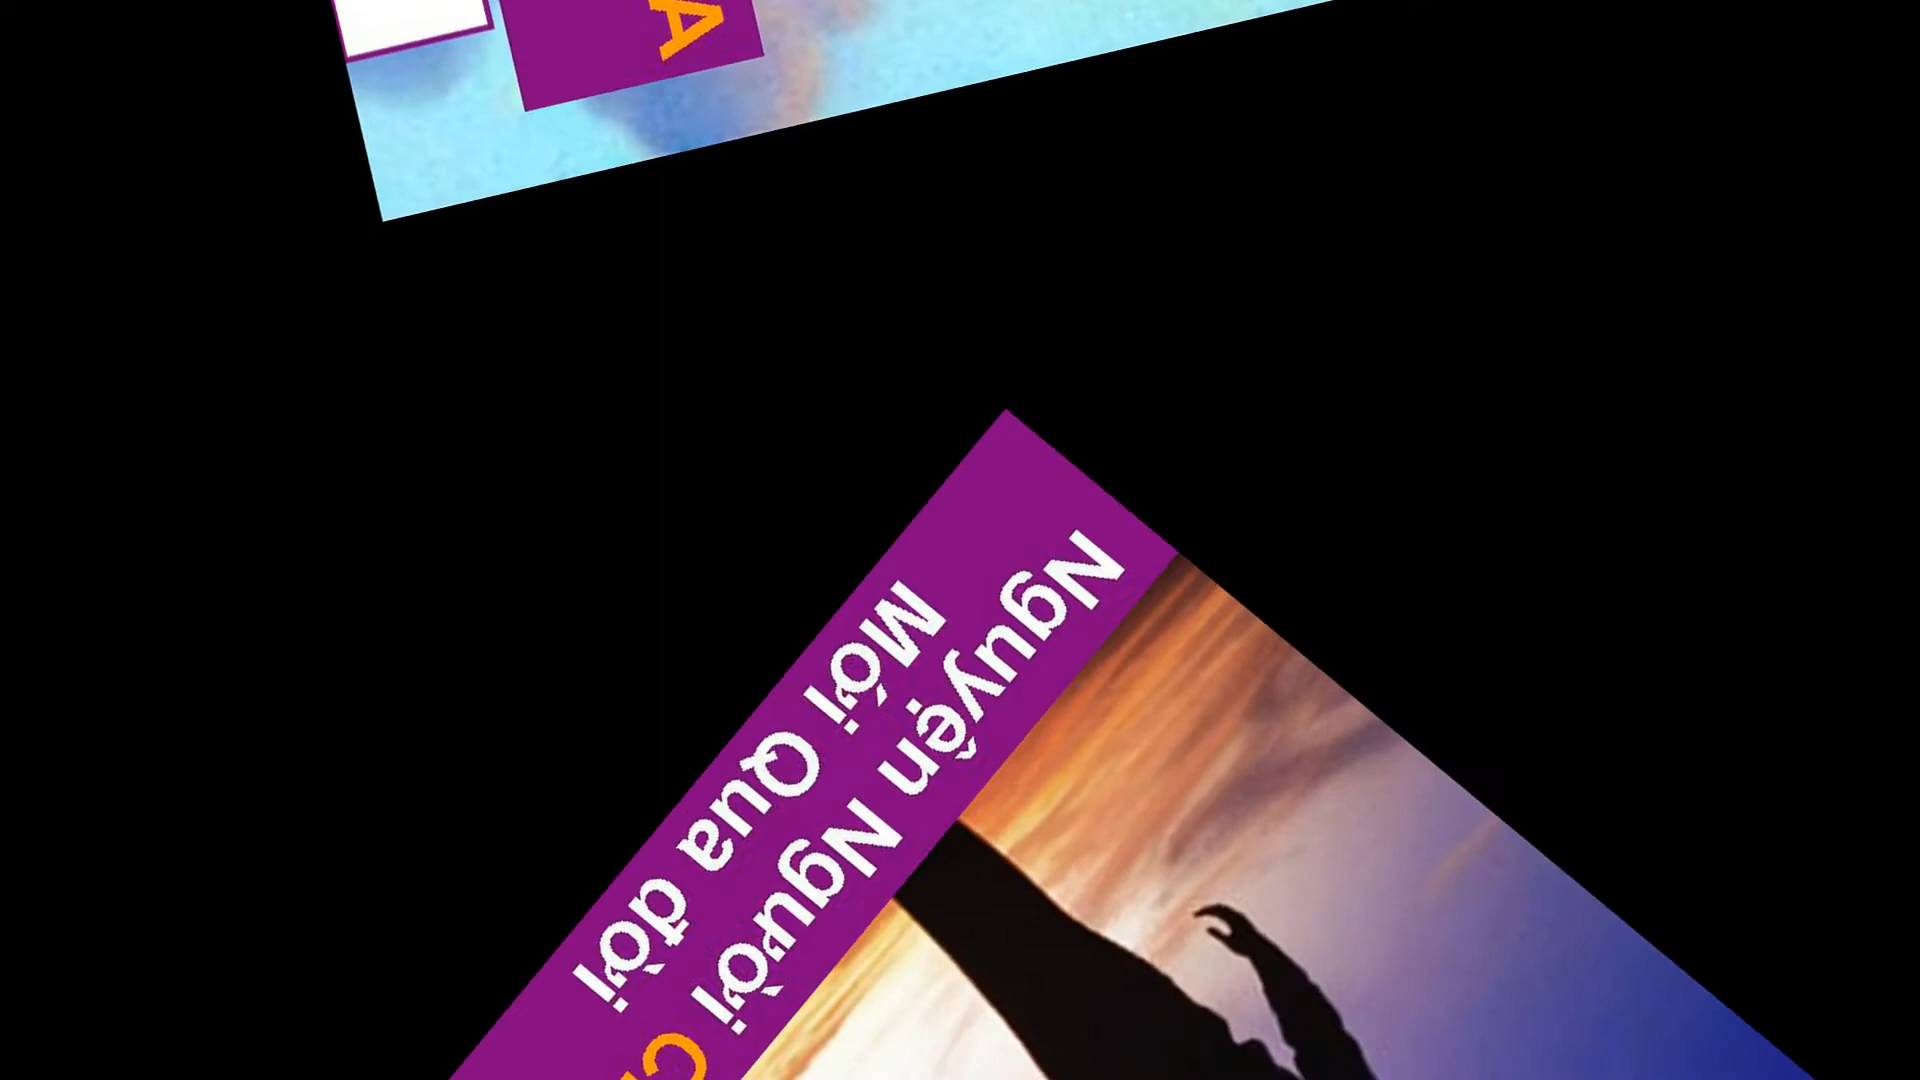 A
Nguyện Người
Mới Qua đời